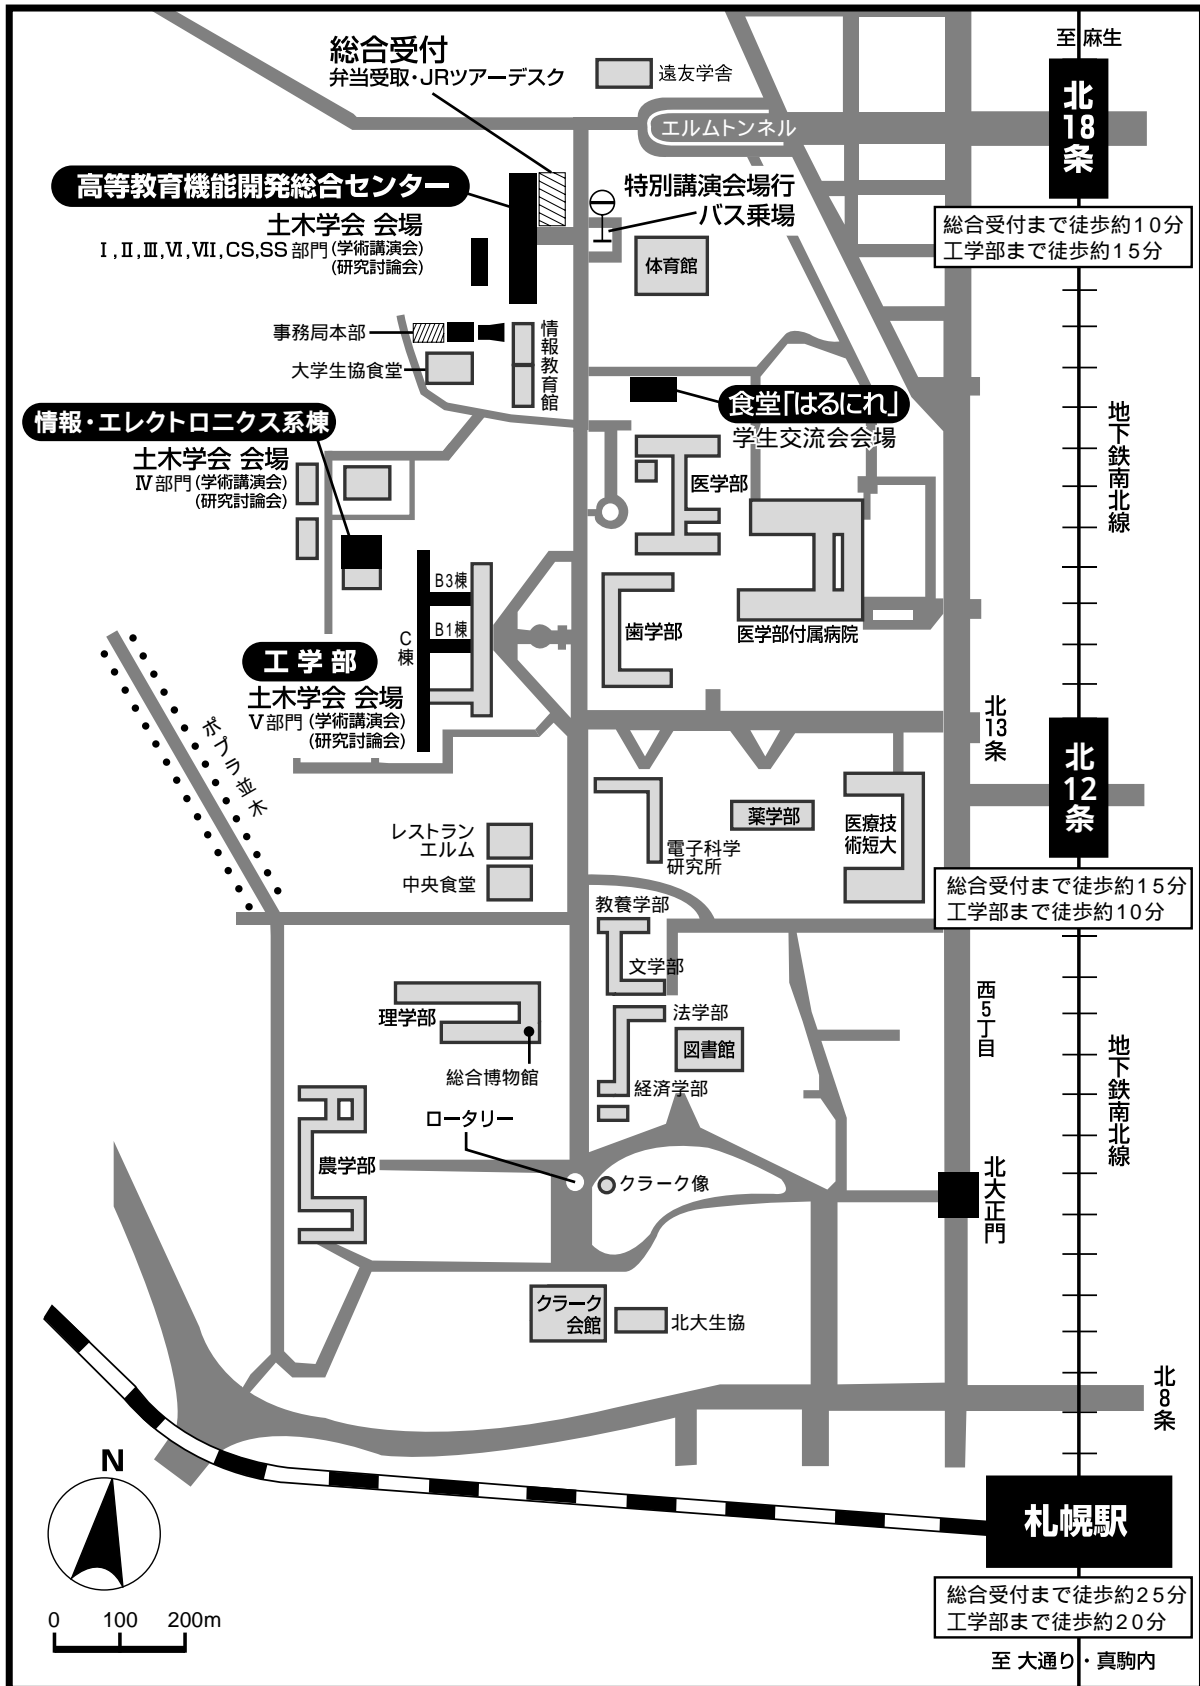 至 麻生
総合受付
弁当受取・JRツアーデスク
遠友学舎
北18条
エルムトンネル
高等教育機能開発総合センター
土木学会 会場
I,II,III,VI,VII,CS,SS部門(学術講演会)
(研究討論会)
特別講演会場行
バス乗場
総合受付まで徒歩約10分
工学部まで徒歩約15分
体育館
事務局本部
情報教育館
大学生協食堂
食堂「はるにれ」
学生交流会会場
地下鉄南北線
情報・エレクトロニクス系棟
土木学会 会場
IV部門(学術講演会)
(研究討論会)
医学部
B3棟
B1棟
C棟
歯学部
医学部付属病院
工学部
土木学会 会場
V部門(学術講演会)
(研究討論会)
北13条
北12条
ポプラ並木
レストラン
エルム
中央食堂
電子科学
研究所
薬学部
医療技
術短大
総合受付まで徒歩約15分
工学部まで徒歩約10分
教養学部
文学部
理学部
総合博物館
法学部
図書館
経済学部
西5丁目
地下鉄南北線
ロータリー
農学部
クラーク像
北大正門
クラーク
会館
北大生協
北8条
N
札幌駅
0 100 200m
総合受付まで徒歩約25分
工学部まで徒歩約20分
至 大通り・真駒内